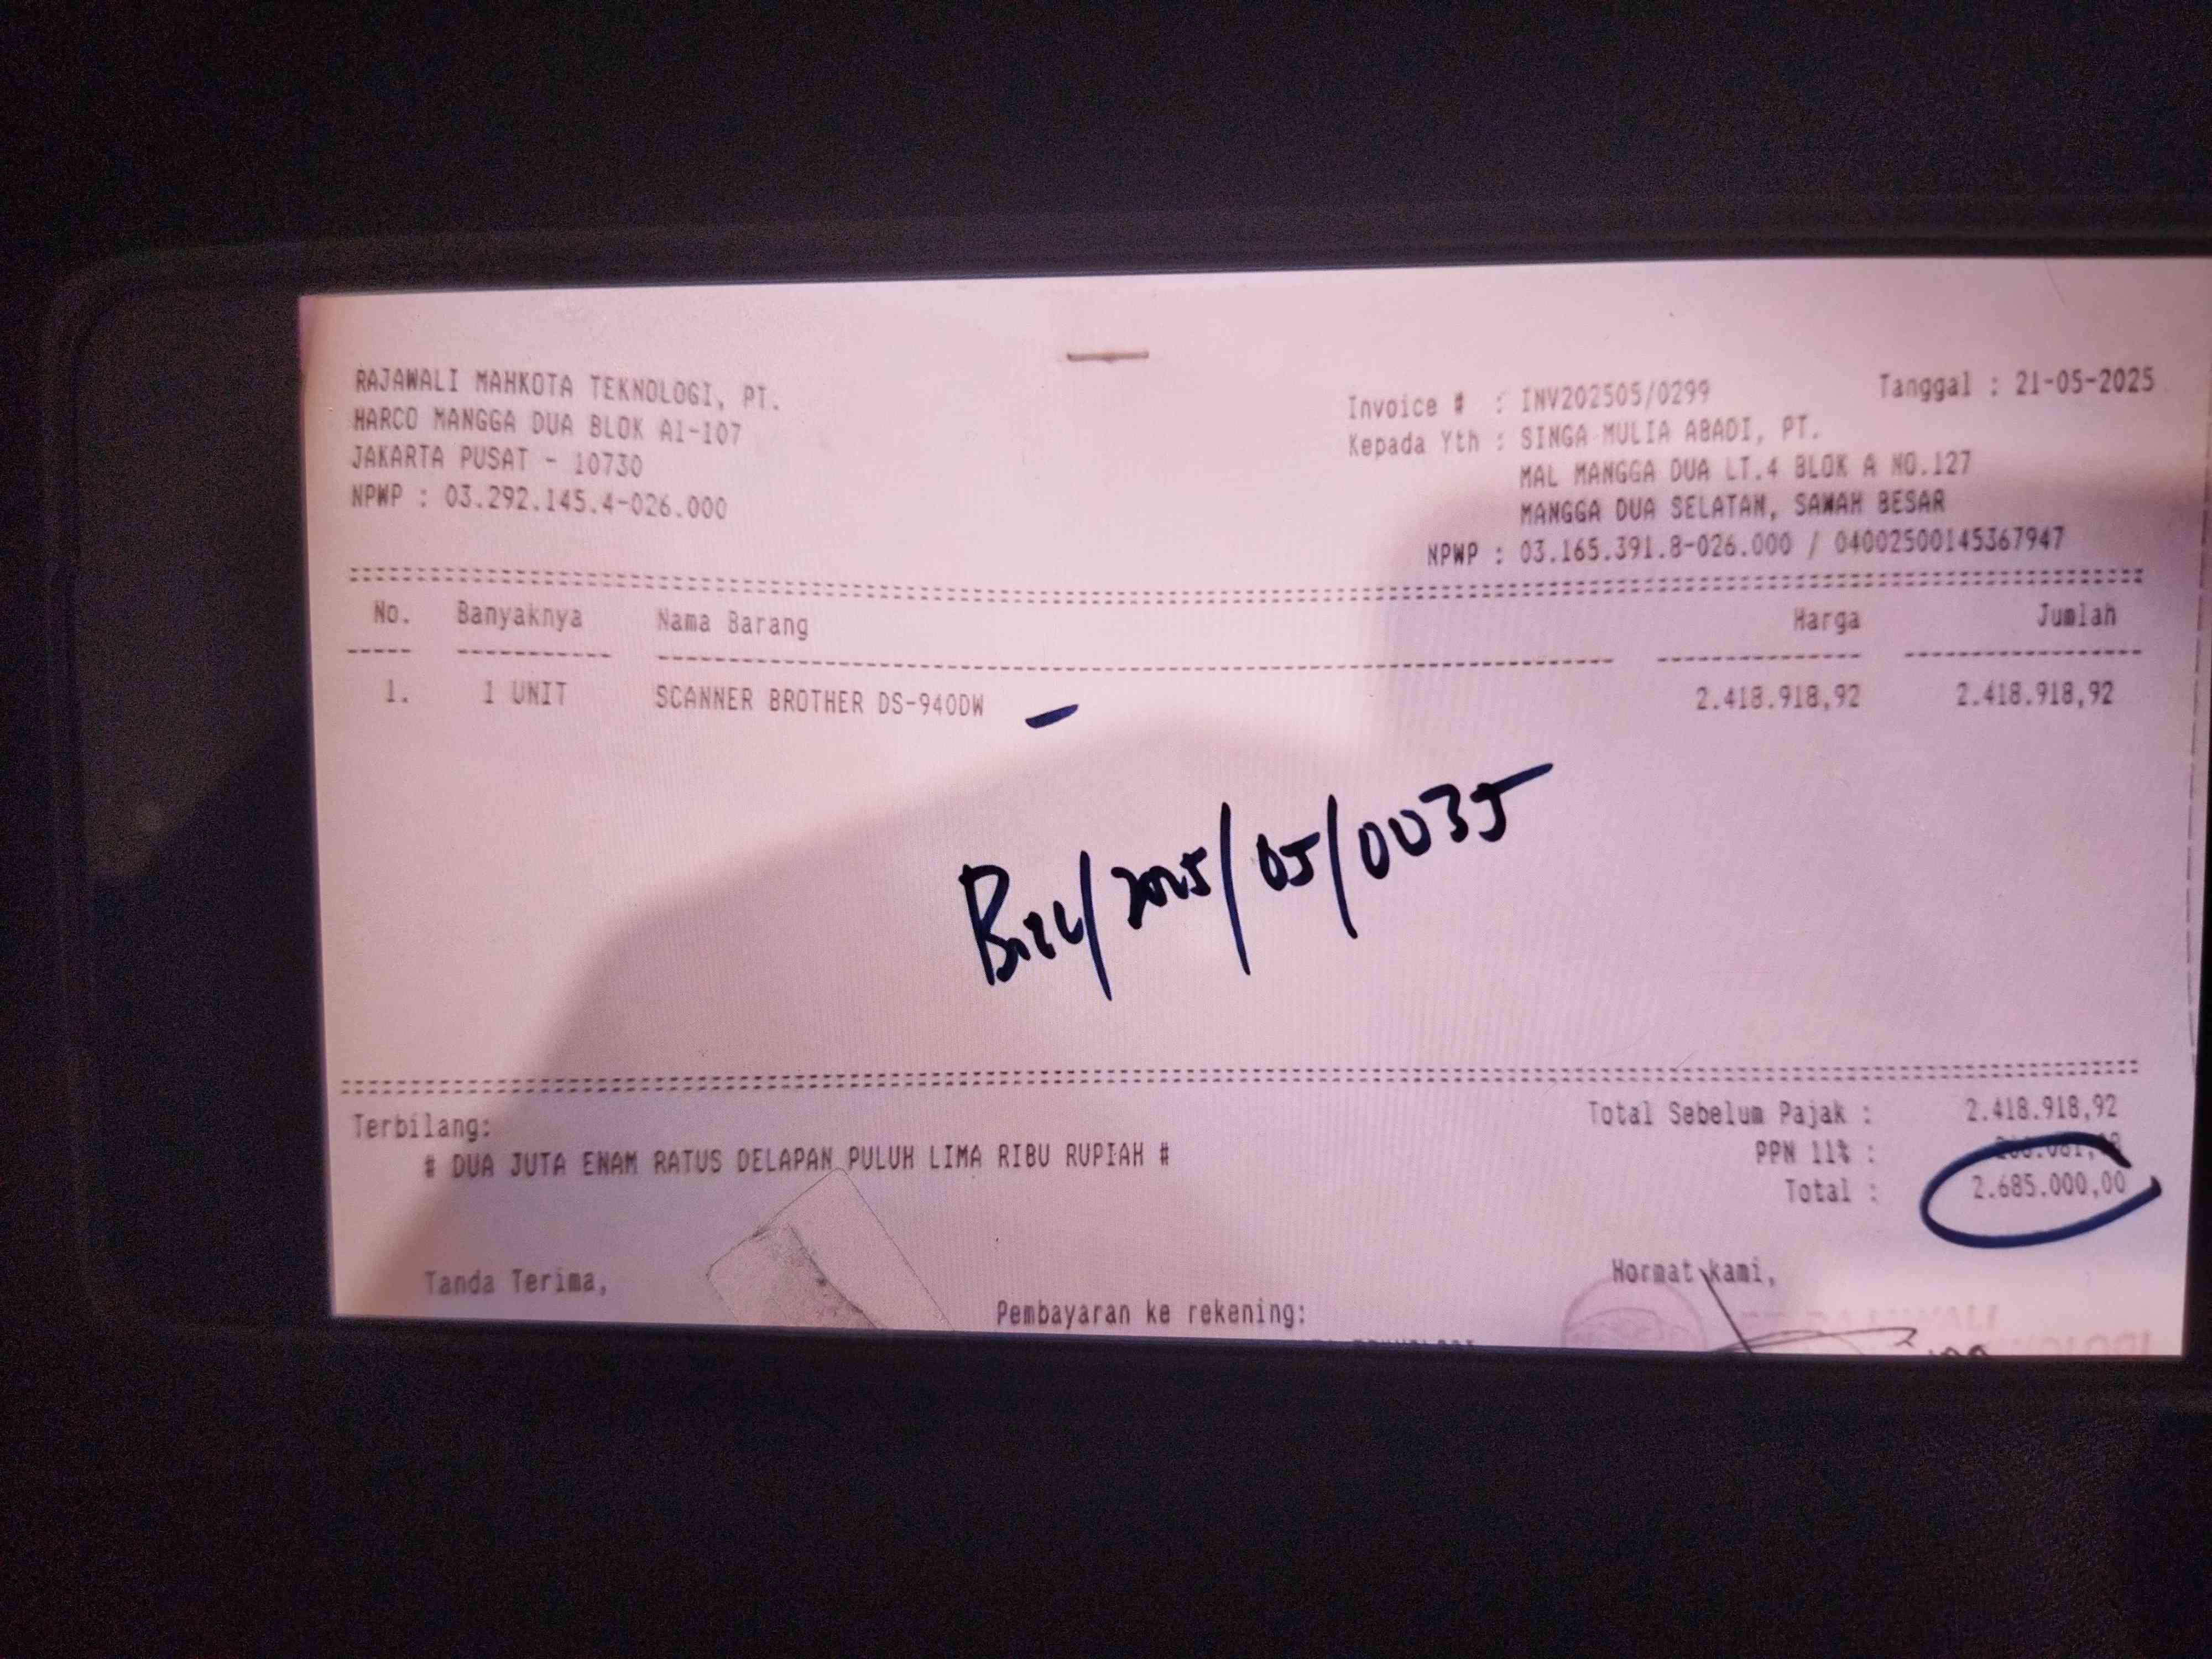 RAJAWALI MAHKOTA TEKNOLOGI, PT.
HARCO MANGGA DUA BLOK A1-107
JAKARTA PUSAT - 10730
NPWP : 03.292.145.4-026.000
Invoice # : INV202505/0299
Tanggal : 21-05-2025
Kepada Yth : SINGA MULIA ABADI, PT.
MAL MANGGA DUA LT.4 BLOK A NO.127
MANGGA DUA SELATAN, SAWAH BESAR
NPWP : 03.165.391.8-026.000 / 04002500145367947
No. Banyaknya Nama Barang Harga Jumlah
1. 1 UNIT SCANNER BROTHER DS-940DW 2.418.918,92 2.418.918,92
/2025/05/0035
Terbilang:
# DUA JUTA ENAM RATUS DELAPAN PULUH LIMA RIBU RUPIAH #
Total Sebelum Pajak : 2.418.918,92
PPN 11% :
Total : 2.685.000,00
Tanda Terima,
Pembayaran ke rekening:
Hormat kami,